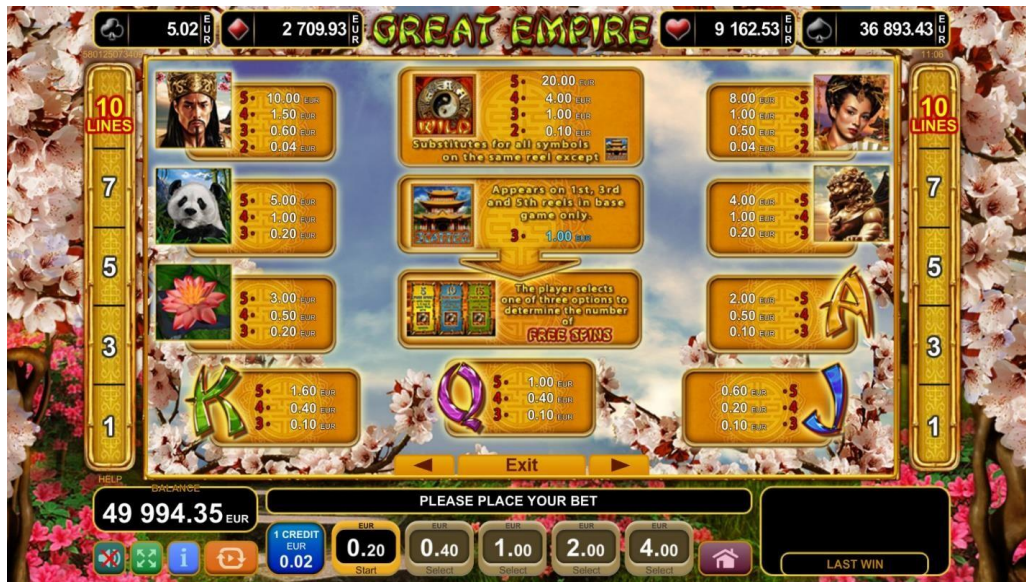 5.02 EUR
2 709.93 EUR
GREAT EMPIRE
9 162.53 EUR
36 893.43 EUR
10
LINES
7
5
3
1
5• 10.00 EUR
4• 1.50 EUR
3• 0.60 EUR
2• 0.04 EUR
WILD
5• 20.00 EUR
4• 4.00 EUR
3• 1.00 EUR
2• 0.10 EUR
Substitutes for all symbols
on the same reel except
8.00 EUR •5
1.00 EUR •4
0.50 EUR •3
0.04 EUR •2
10
LINES
7
5
3
1
5• 5.00 EUR
4• 1.00 EUR
3• 0.20 EUR
SCATTER
Appears on 1st, 3rd
and 5th reels in base
game only.
3• 1.00 EUR
4.00 EUR •5
1.00 EUR •4
0.20 EUR •3
5• 3.00 EUR
4• 0.50 EUR
3• 0.20 EUR
15
10
The player selects
one of three options to
determine the number
of
FREE SPINS
2.00 EUR •5
0.50 EUR •4
0.10 EUR •3
A
K
5• 1.60 EUR
4• 0.40 EUR
3• 0.10 EUR
Q
5• 1.00 EUR
4• 0.40 EUR
3• 0.10 EUR
0.60 EUR •5
0.20 EUR •4
0.10 EUR •3
J
Exit
HELP
BALANCE
49 994.35 EUR
PLEASE PLACE YOUR BET
1 CREDIT
EUR
0.02
EUR
0.20
Start
EUR
0.40
Select
EUR
1.00
Select
EUR
2.00
Select
EUR
4.00
Select
LAST WIN